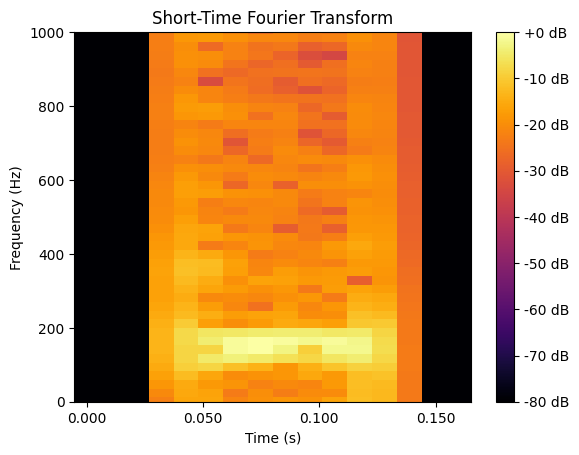 Short-Time Fourier Transform
1000
800
600
400
200
0
Frequency (Hz)
0.000
0.050
0.100
0.150
Time (s)
+0 dB
-10 dB
-20 dB
-30 dB
-40 dB
-50 dB
-60 dB
-70 dB
-80 dB